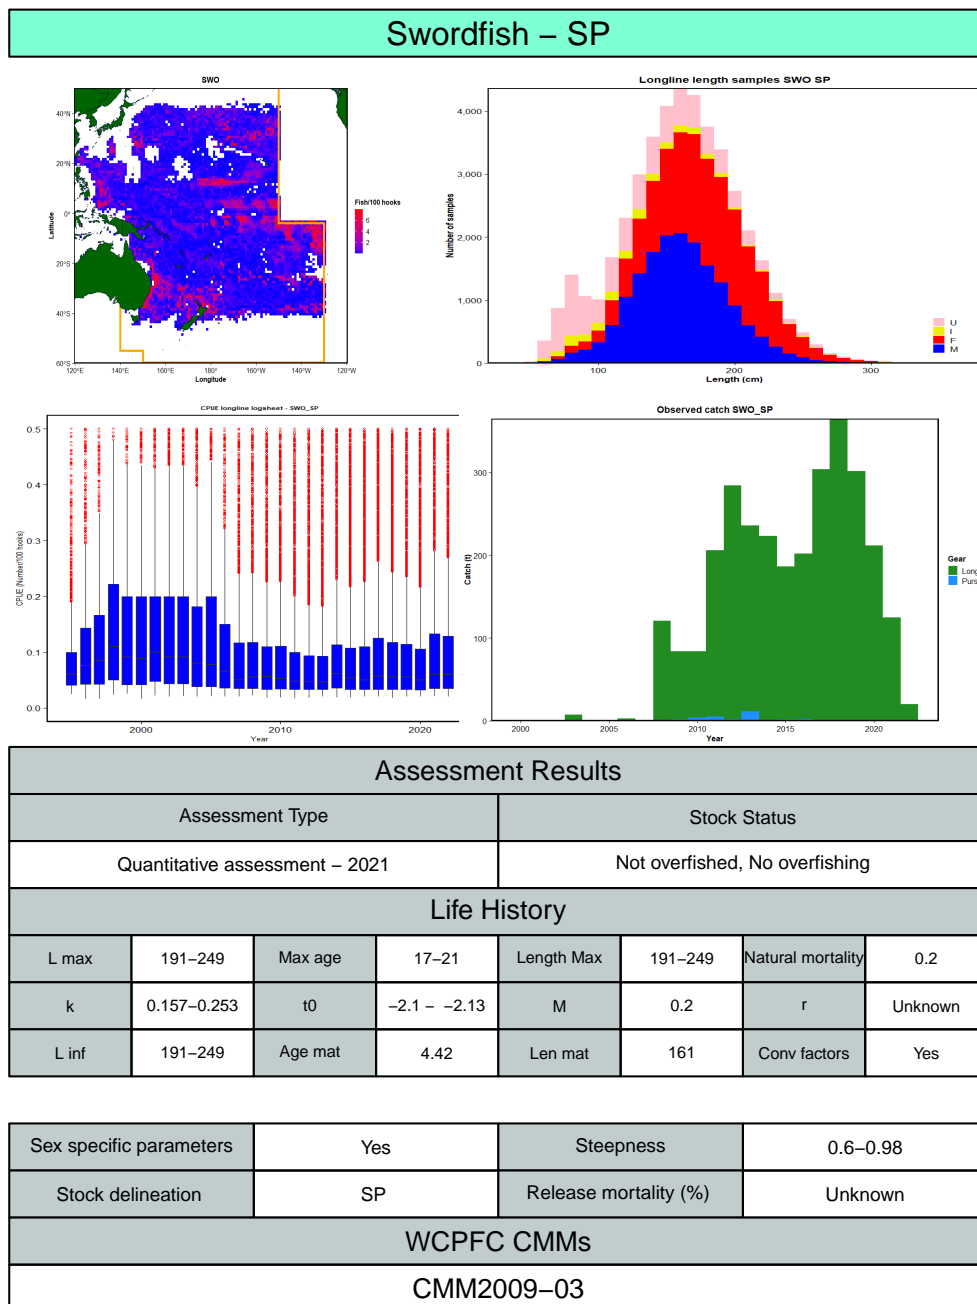 Swordfish – SP
SWO
40°N
20°N
0°
20°S
40°S
60°S
120°E 140°E 160°E 180° 160°W 140°W 120°W
Latitude
Longitude
Fish/100 hooks
6
4
2
Longline length samples SWO SP
4,000
3,000
2,000
1,000
0
100 200 300
Number of samples
Length (cm)
U
I
F
M
CPUE longline logsheet - SWO_SP
0.5
0.4
0.3
0.2
0.1
0.0
2000 2010 2020
CPUE (Number/100 hooks)
Year
Observed catch SWO_SP
300
200
100
0
2000 2005 2010 2015 2020
Catch (t)
Year
Gear
Long
Purs
Assessment Results
Assessment Type Stock Status
Quantitative assessment – 2021 Not overfished, No overfishing
Life History
L max 191–249 Max age 17–21 Length Max 191–249 Natural mortality 0.2
k 0.157–0.253 t0 −2.1 – −2.13 M 0.2 r Unknown
L inf 191–249 Age mat 4.42 Len mat 161 Conv factors Yes
Sex specific parameters Yes Steepness 0.6–0.98
Stock delineation SP Release mortality (%) Unknown
WCPFC CMMs
CMM2009–03